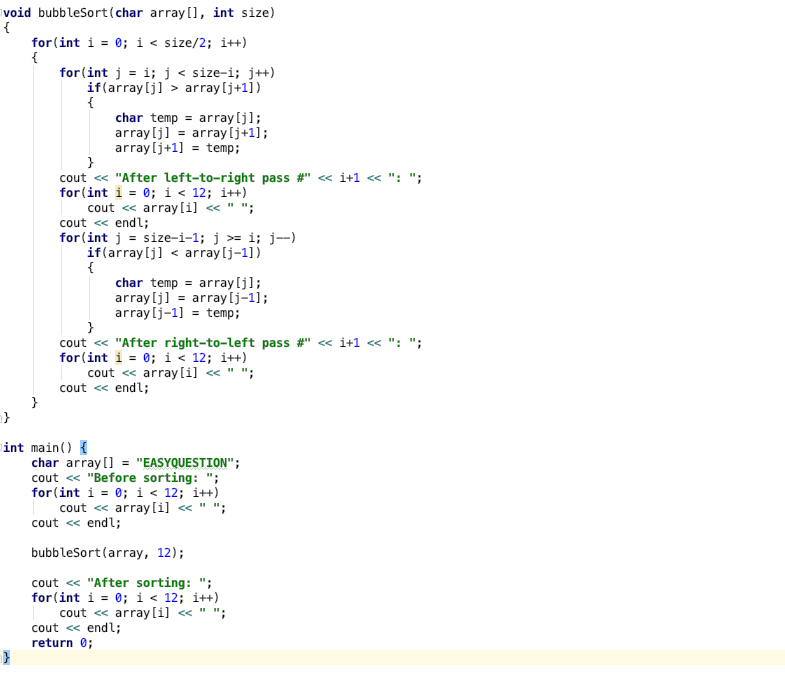 void bubbleSort(char array[], int size)
{
    for(int i = 0; i < size/2; i++)
    {
        for(int j = i; j < size-i; j++)
            if(array[j] > array[j+1])
            {
                char temp = array[j];
                array[j] = array[j+1];
                array[j+1] = temp;
            }
        cout << "After left-to-right pass #" << i+1 << ": ";
        for(int i = 0; i < 12; i++)
            cout << array[i] << " ";
        cout << endl;
        for(int j = size-i-1; j >= i; j--)
            if(array[j] < array[j-1])
            {
                char temp = array[j];
                array[j] = array[j-1];
                array[j-1] = temp;
            }
        cout << "After right-to-left pass #" << i+1 << ": ";
        for(int i = 0; i < 12; i++)
            cout << array[i] << " ";
        cout << endl;
    }
}

int main() {
    char array[] = "EASYQUESTION";
    cout << "Before sorting: ";
    for(int i = 0; i < 12; i++)
        cout << array[i] << " ";
    cout << endl;

    bubbleSort(array, 12);

    cout << "After sorting: ";
    for(int i = 0; i < 12; i++)
        cout << array[i] << " ";
    cout << endl;
    return 0;
}